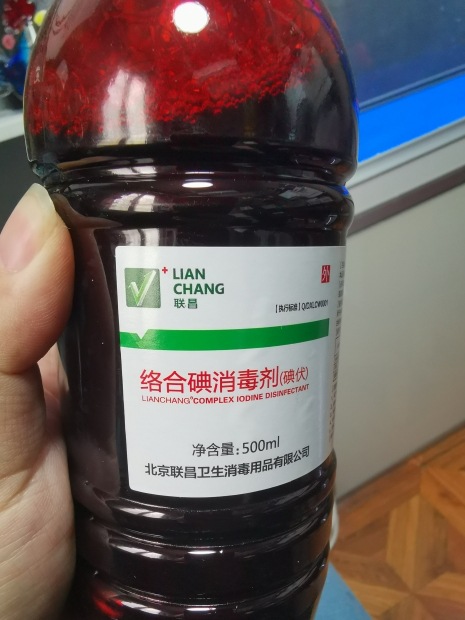 LIAN
CHANG
联昌
外
【执行标准】Q/DXLCW0001
络合碘消毒剂(碘伏)
LIANCHANG®COMPLEX IODINE DISINFECTANT
净含量:500ml
北京联昌卫生消毒用品有限公司